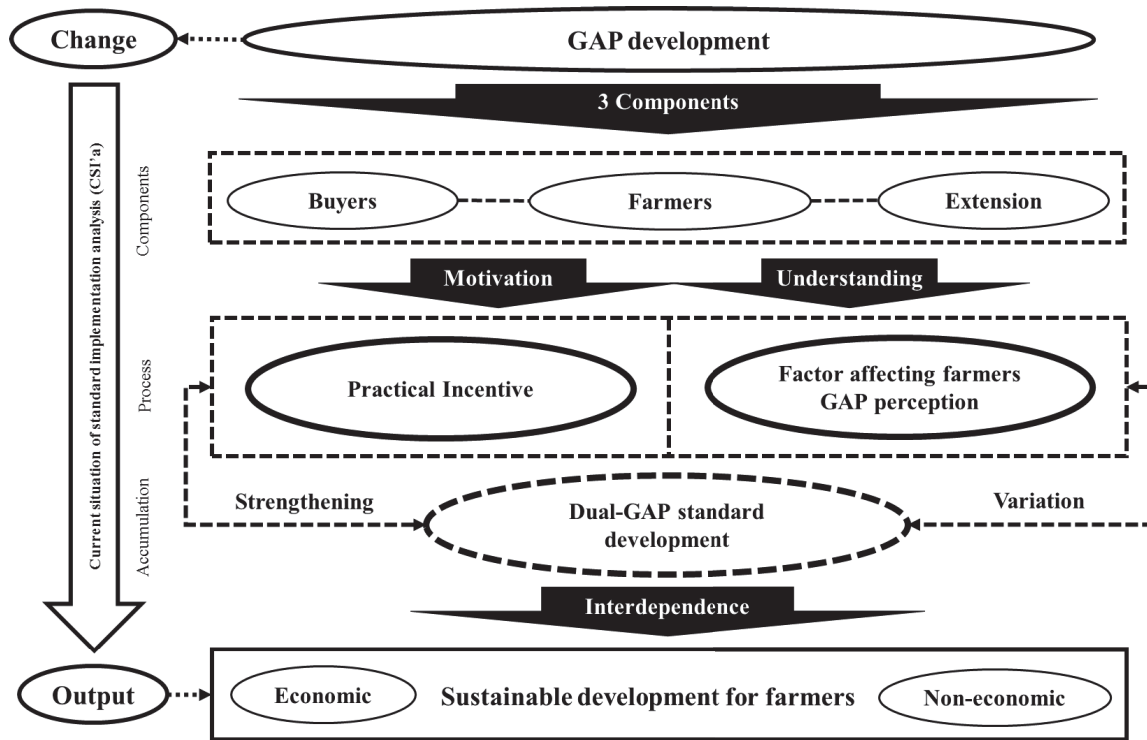 Change
GAP development
3 Components
Current situation of standard implementation analysis (CSI'a)
Components
Buyers
Farmers
Extension
Motivation
Understanding
Process
Practical Incentive
Factor affecting farmers
GAP perception
Accumulation
Strengthening
Dual-GAP standard
development
Variation
Interdependence
Output
Economic
Sustainable development for farmers
Non-economic